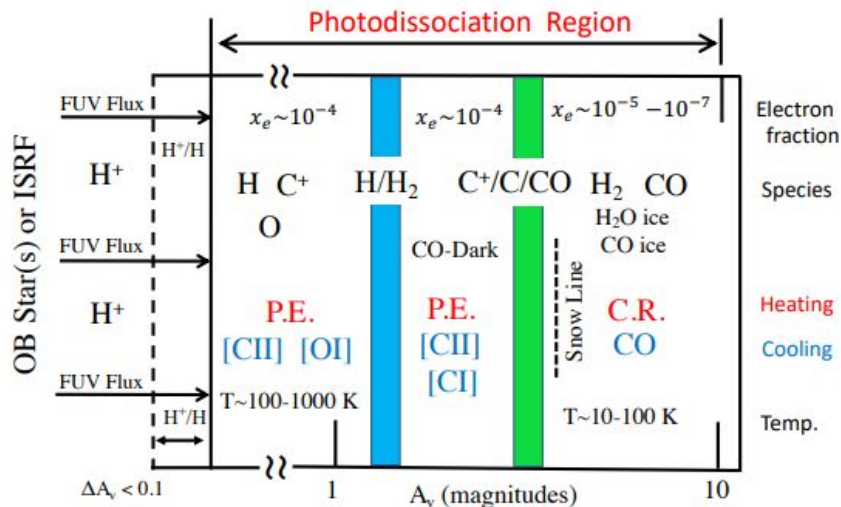 Photodissociation Region
FUV Flux
x_e~10⁻⁴
x_e~10⁻⁴
x_e~10⁻⁵ −10⁻⁷
Electron fraction
H⁺/H
H⁺
H C⁺
O
H/H₂
C⁺/C/CO
H₂ CO
Species
H₂O ice
CO ice
OB Star(s) or ISRF
FUV Flux
CO-Dark
Snow Line
H⁺
P.E.
P.E.
C.R.
Heating
[CII] [OI]
[CII]
[CI]
CO
Cooling
FUV Flux
T~100-1000 K
T~10-100 K
Temp.
H⁺/H
ΔAᵥ < 0.1
1
Aᵥ (magnitudes)
10